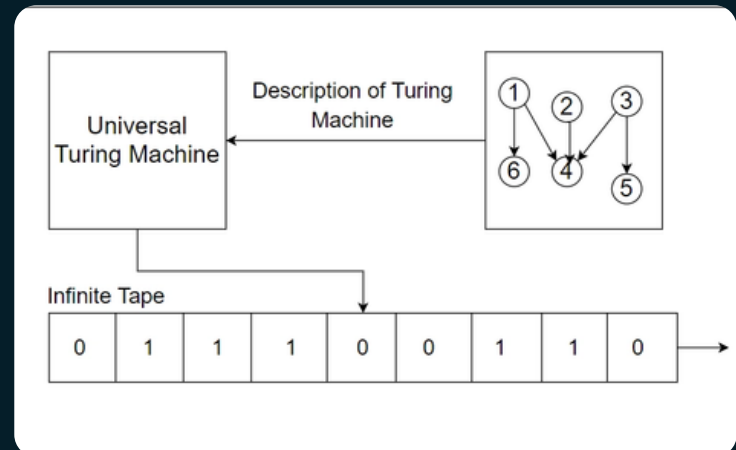 Universal
Turing Machine
Description of Turing
Machine
1
2
3
6
4
5
Infinite Tape
0 1 1 1 0 0 1 1 0